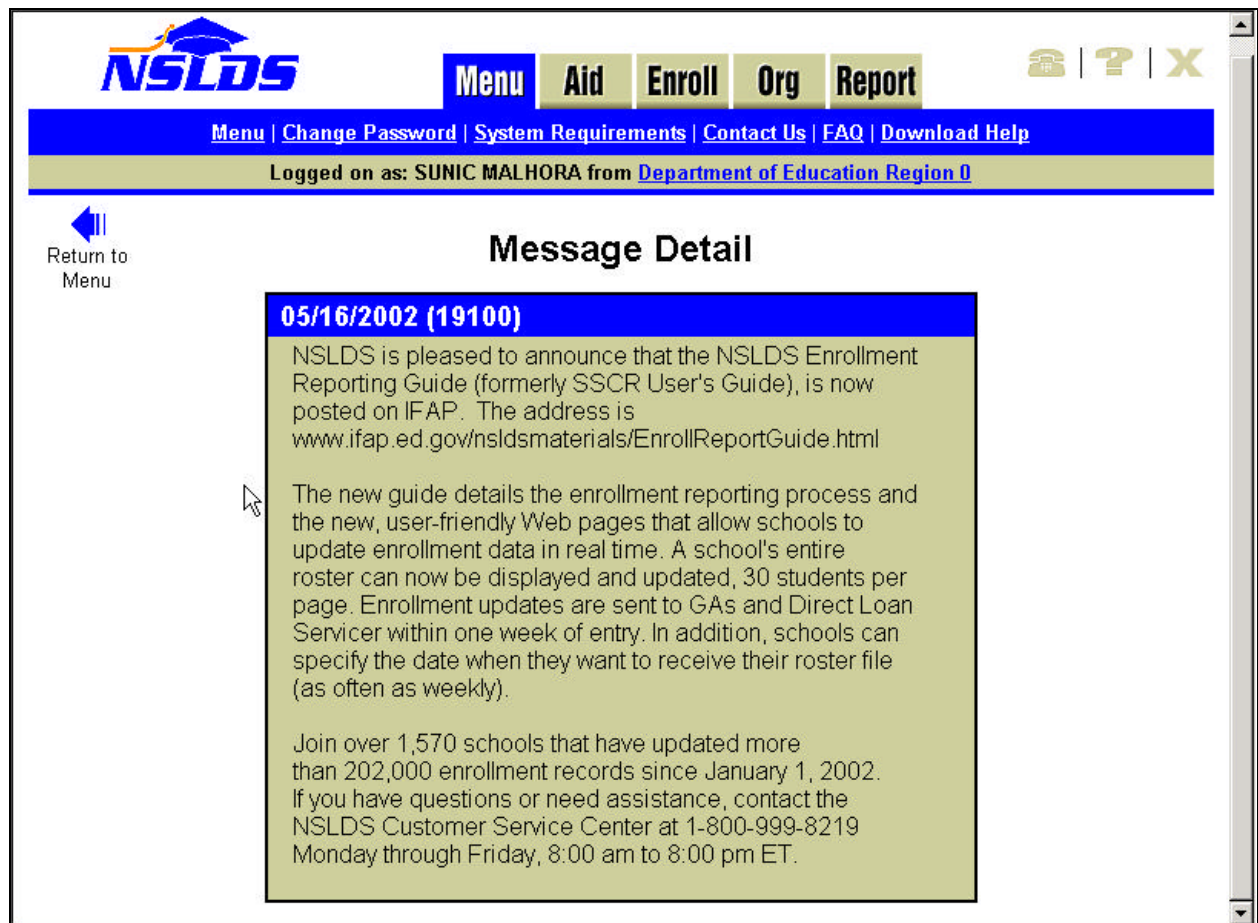 NSLDS
Menu Aid Enroll Org Report ? X
Menu | Change Password | System Requirements | Contact Us | FAQ | Download Help
Logged on as: SUNIC MALHORA from Department of Education Region 0
Return to
Menu
Message Detail
05/16/2002 (19100)
NSLDS is pleased to announce that the NSLDS Enrollment
Reporting Guide (formerly SSCR User's Guide), is now
posted on IFAP.  The address is
www.ifap.ed.gov/nsldsmaterials/EnrollReportGuide.html
The new guide details the enrollment reporting process and
the new, user-friendly Web pages that allow schools to
update enrollment data in real time. A school's entire
roster can now be displayed and updated, 30 students per
page. Enrollment updates are sent to GAs and Direct Loan
Servicer within one week of entry. In addition, schools can
specify the date when they want to receive their roster file
(as often as weekly).
Join over 1,570 schools that have updated more
than 202,000 enrollment records since January 1, 2002.
If you have questions or need assistance, contact the
NSLDS Customer Service Center at 1-800-999-8219
Monday through Friday, 8:00 am to 8:00 pm ET.